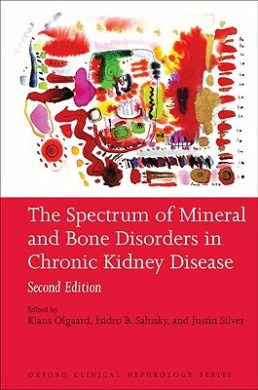 The Spectrum of Mineral
and Bone Disorders in
Chronic Kidney Disease
Second Edition
Edited by
Klaus Olgaard, Isidro B. Salusky, and Justin Silver
OXFORD CLINICAL NEPHROLOGY SERIES